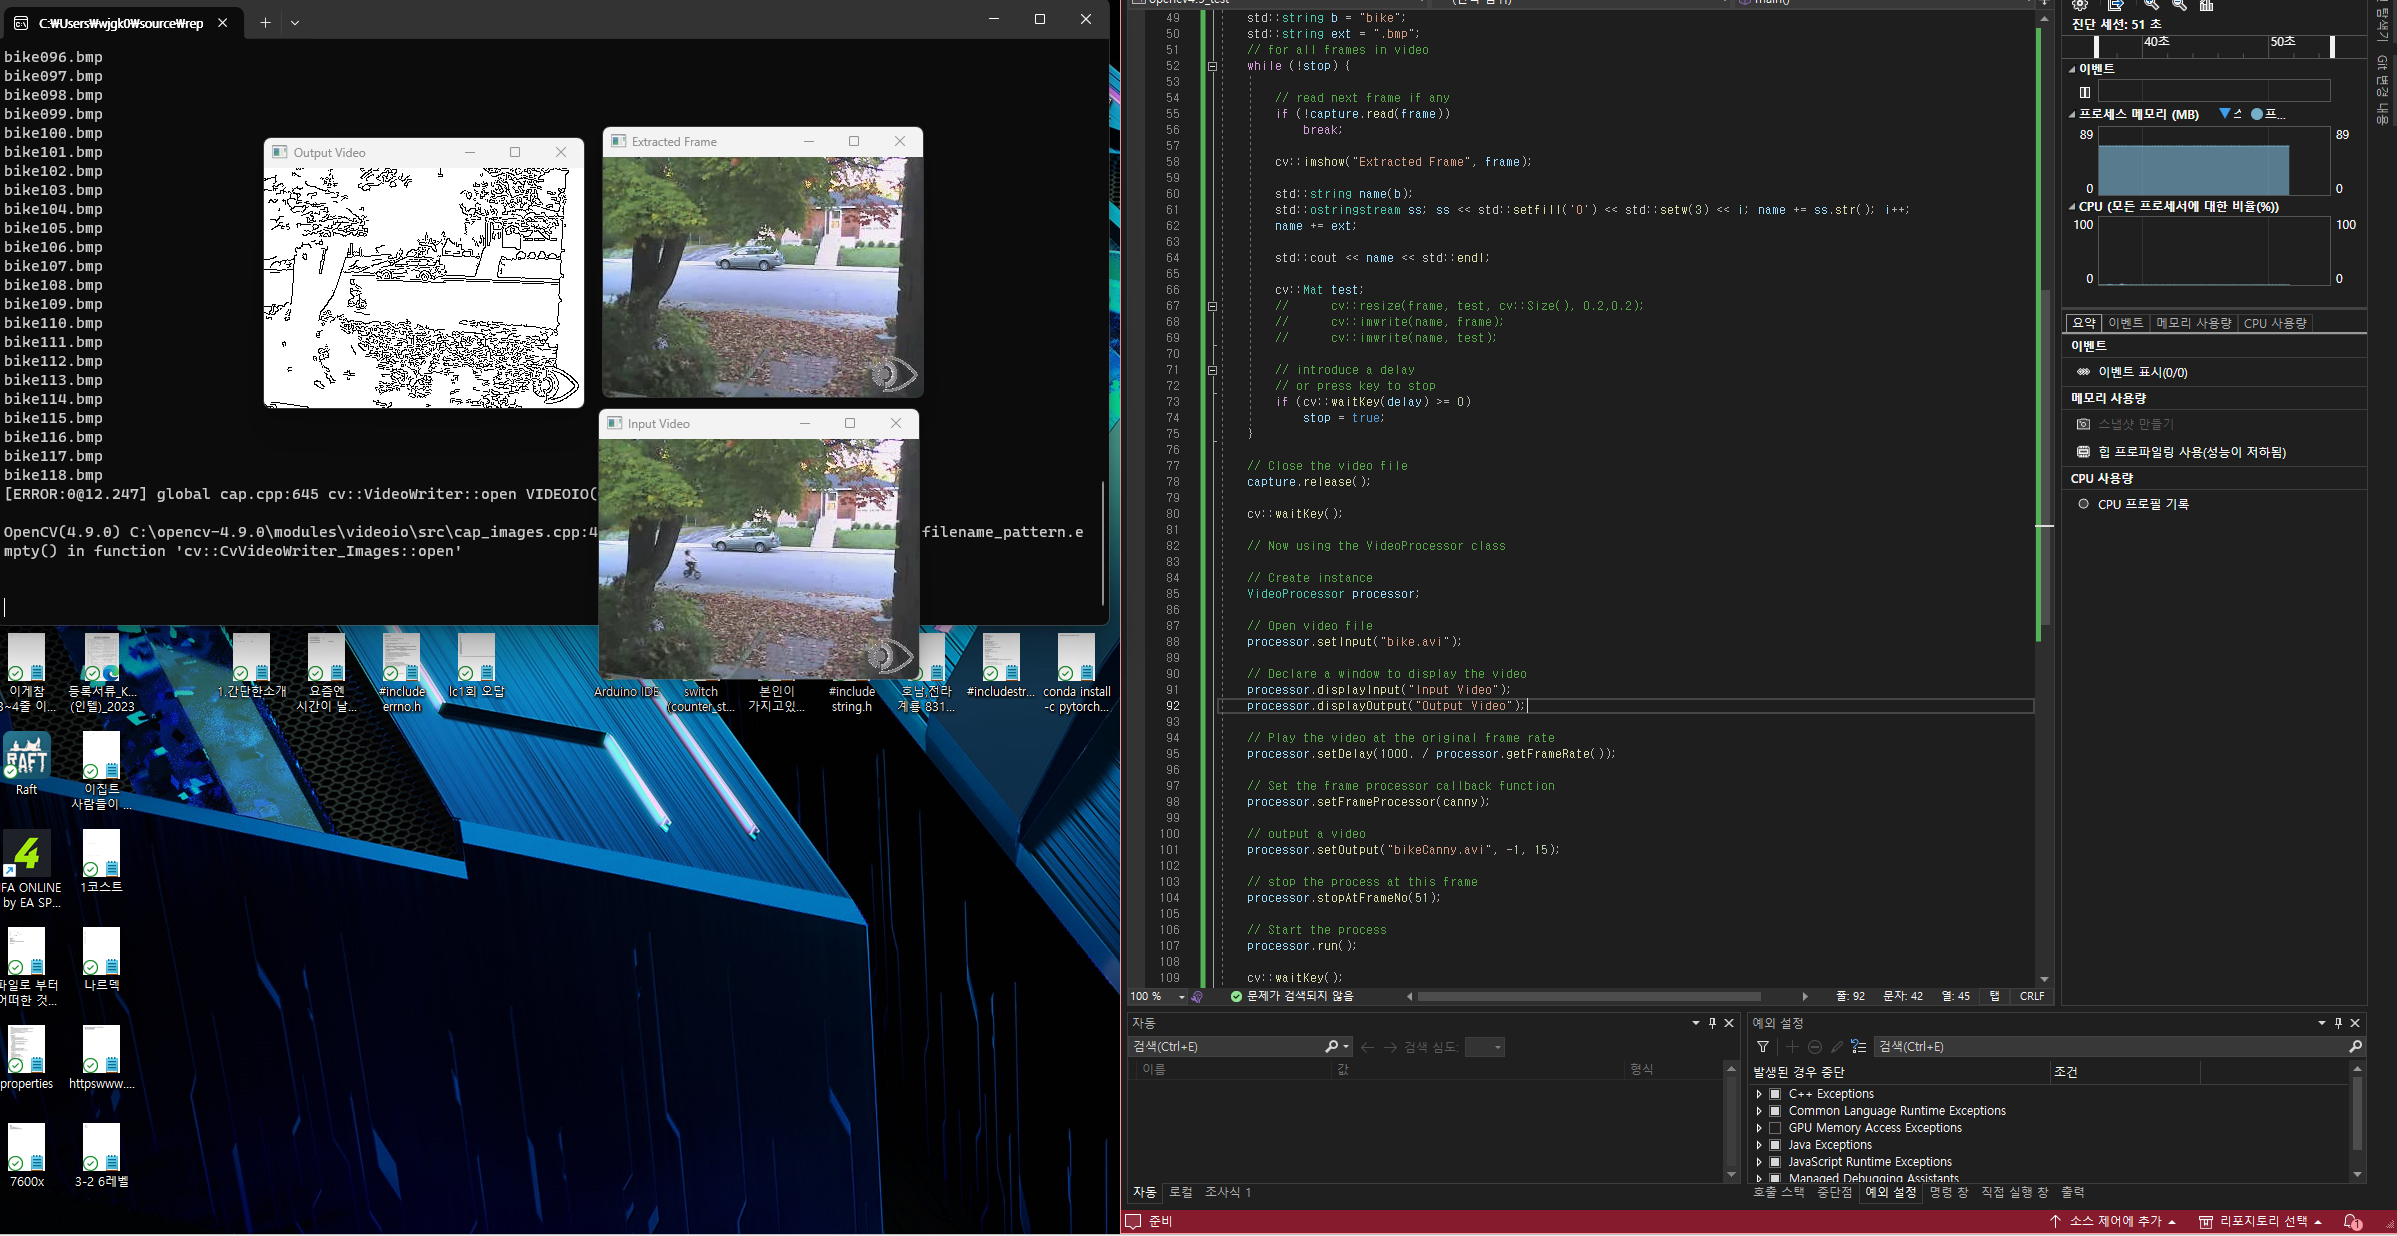 C:₩Users₩wjgk0₩source₩rep
bike096.bmp
bike097.bmp
bike098.bmp
bike099.bmp
bike100.bmp
bike101.bmp
bike102.bmp
bike103.bmp
bike104.bmp
bike105.bmp
bike106.bmp
bike107.bmp
bike108.bmp
bike109.bmp
bike110.bmp
bike111.bmp
bike112.bmp
bike113.bmp
bike114.bmp
bike115.bmp
bike116.bmp
bike117.bmp
bike118.bmp
[ERROR:0@12.247] global cap.cpp:645 cv::VideoWriter::open VIDEOIO(
OpenCV(4.9.0) C:\opencv-4.9.0\modules\videoio\src\cap_images.cpp:4 filename_pattern.e
mpty() in function 'cv::CvVideoWriter_Images::open'
Output Video
Extracted Frame
Input Video
이게참
3~4줄 이...
등록서류_K...
(인텔)_2023
1.간단한소개
요즘엔
시간이 날...
#include
errno.h
lc1회 오답
Arduino IDE
switch
(counter_st...
본인이
가지고있...
#include
string.h
호남,전라
계룡 831...
#includestr...
conda install
-c pytorch...
RAFT
Raft
이집트
사람들이 ...
4
IFA ONLINE
by EA SP...
1코스트
파일로 부터
어떠한 것...
나르덱
properties
httpswww....
7600x
3-2 6레벨
49 std::string b = "bike";
50 std::string ext = ".bmp";
51 // for all frames in video
52 while (!stop) {
53
54 // read next frame if any
55 if (!capture.read(frame))
56 break;
57
58 cv::imshow("Extracted Frame", frame);
59
60 std::string name(b);
61 std::ostringstream ss; ss << std::setfill('0') << std::setw(3) << i; name += ss.str(); i++;
62 name += ext;
63
64 std::cout << name << std::endl;
65
66 cv::Mat test;
67 // cv::resize(frame, test, cv::Size(), 0.2,0.2);
68 // cv::imwrite(name, frame);
69 // cv::imwrite(name, test);
70
71 // introduce a delay
72 // or press key to stop
73 if (cv::waitKey(delay) >= 0)
74 stop = true;
75 }
76
77 // Close the video file
78 capture.release();
79
80 cv::waitKey();
81
82 // Now using the VideoProcessor class
83
84 // Create instance
85 VideoProcessor processor;
86
87 // Open video file
88 processor.setInput("bike.avi");
89
90 // Declare a window to display the video
91 processor.displayInput("Input Video");
92 processor.displayOutput("Output Video");
93
94 // Play the video at the original frame rate
95 processor.setDelay(1000. / processor.getFrameRate());
96
97 // Set the frame processor callback function
98 processor.setFrameProcessor(canny);
99
100 // output a video
101 processor.setOutput("bikeCanny.avi", -1, 15);
102
103 // stop the process at this frame
104 processor.stopAtFrameNo(51);
105
106 // Start the process
107 processor.run();
108
109 cv::waitKey();
100 %
문제가 검색되지 않음
줄: 92 문자: 42 열: 45 탭 CRLF
진단 세션: 51 초
40초 50초
이벤트
프로세스 메모리 (MB) 프...
89 89
0 0
CPU (모든 프로세서에 대한 비율(%))
100 100
0 0
요약 이벤트 메모리 사용량 CPU 사용량
이벤트
이벤트 표시(0/0)
메모리 사용량
스냅샷 만들기
힙 프로파일링 사용(성능이 저하됨)
CPU 사용량
CPU 프로필 기록
Git 변경 내용
자동
검색(Ctrl+E)
검색 심도:
이름 값 형식
자동 로컬 조사식 1
예외 설정
검색(Ctrl+E)
발생된 경우 중단 조건
C++ Exceptions
Common Language Runtime Exceptions
GPU Memory Access Exceptions
Java Exceptions
JavaScript Runtime Exceptions
Managed Debugging Assistants
호출 스택 중단점 예외 설정 명령 창 직접 실행 창 출력
준비
소스 제어에 추가 리포지토리 선택 1